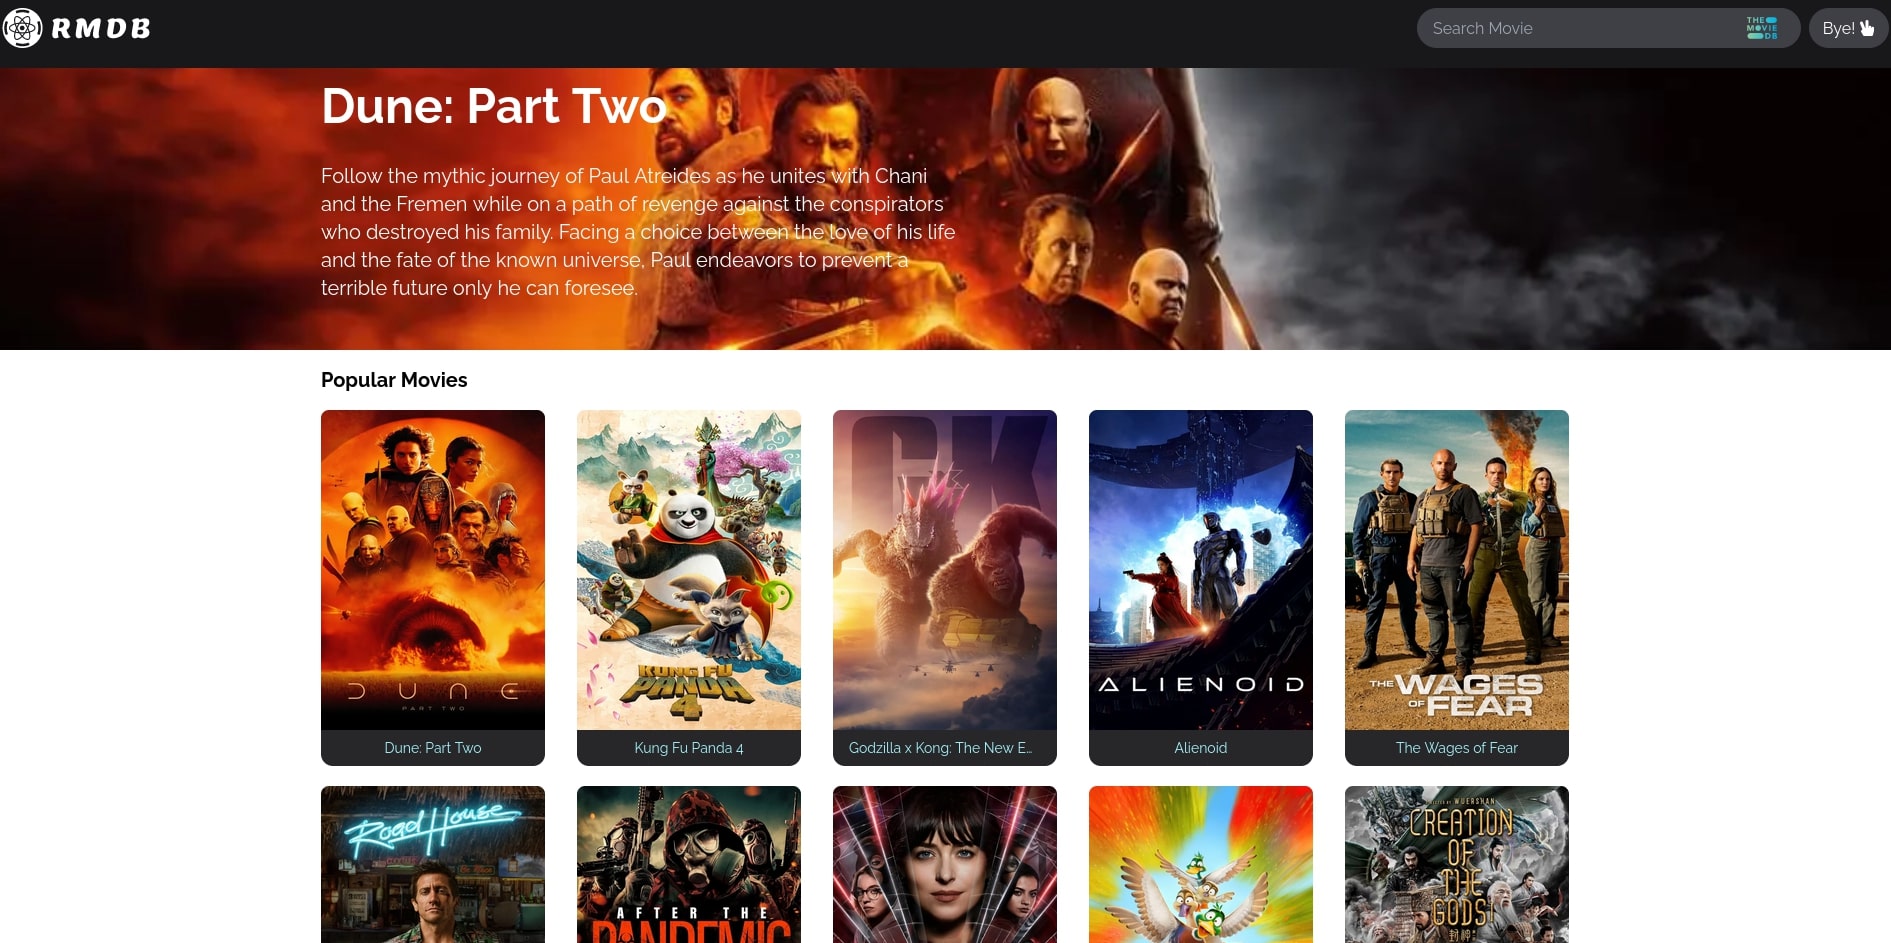 RMDB
Search Movie
THE
MOVIE
DB
Bye!
Dune: Part Two
Follow the mythic journey of Paul Atreides as he unites with Chani
and the Fremen while on a path of revenge against the conspirators
who destroyed his family. Facing a choice between the love of his life
and the fate of the known universe, Paul endeavors to prevent a
terrible future only he can foresee.
Popular Movies
DUNE
PART TWO
KUNG FU
PANDA
4
GK
ALIENOID
THE WAGES
OF FEAR
Dune: Part Two
Kung Fu Panda 4
Godzilla x Kong: The New E...
Alienoid
The Wages of Fear
Road House
AFTER THE
PANDEMIC
DIRECTED BY WUERSHAN
CREATION
OF
THE
GODS I
封神